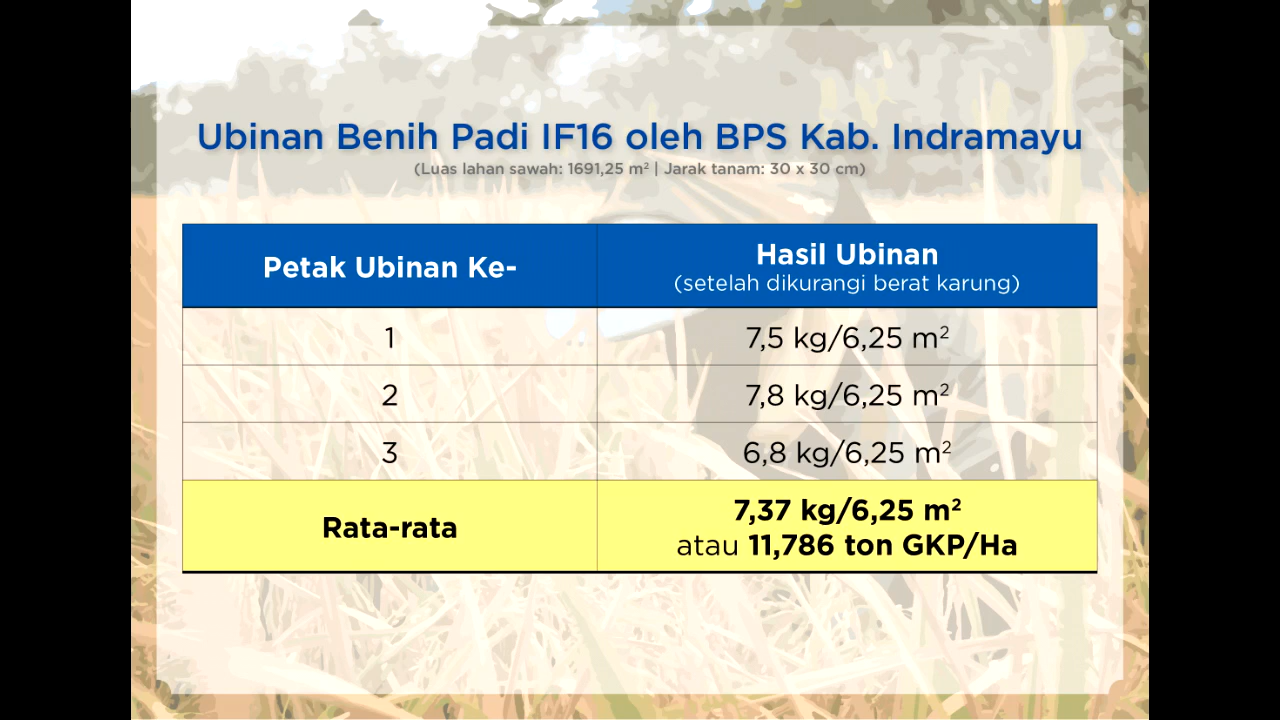 Ubinan Benih Padi IF16 oleh BPS Kab. Indramayu
(Luas lahan sawah: 1691,25 m² | Jarak tanam: 30 x 30 cm)
Petak Ubinan Ke-
Hasil Ubinan
(setelah dikurangi berat karung)
1
7,5 kg/6,25 m²
2
7,8 kg/6,25 m²
3
6,8 kg/6,25 m²
Rata-rata
7,37 kg/6,25 m²
atau 11,786 ton GKP/Ha